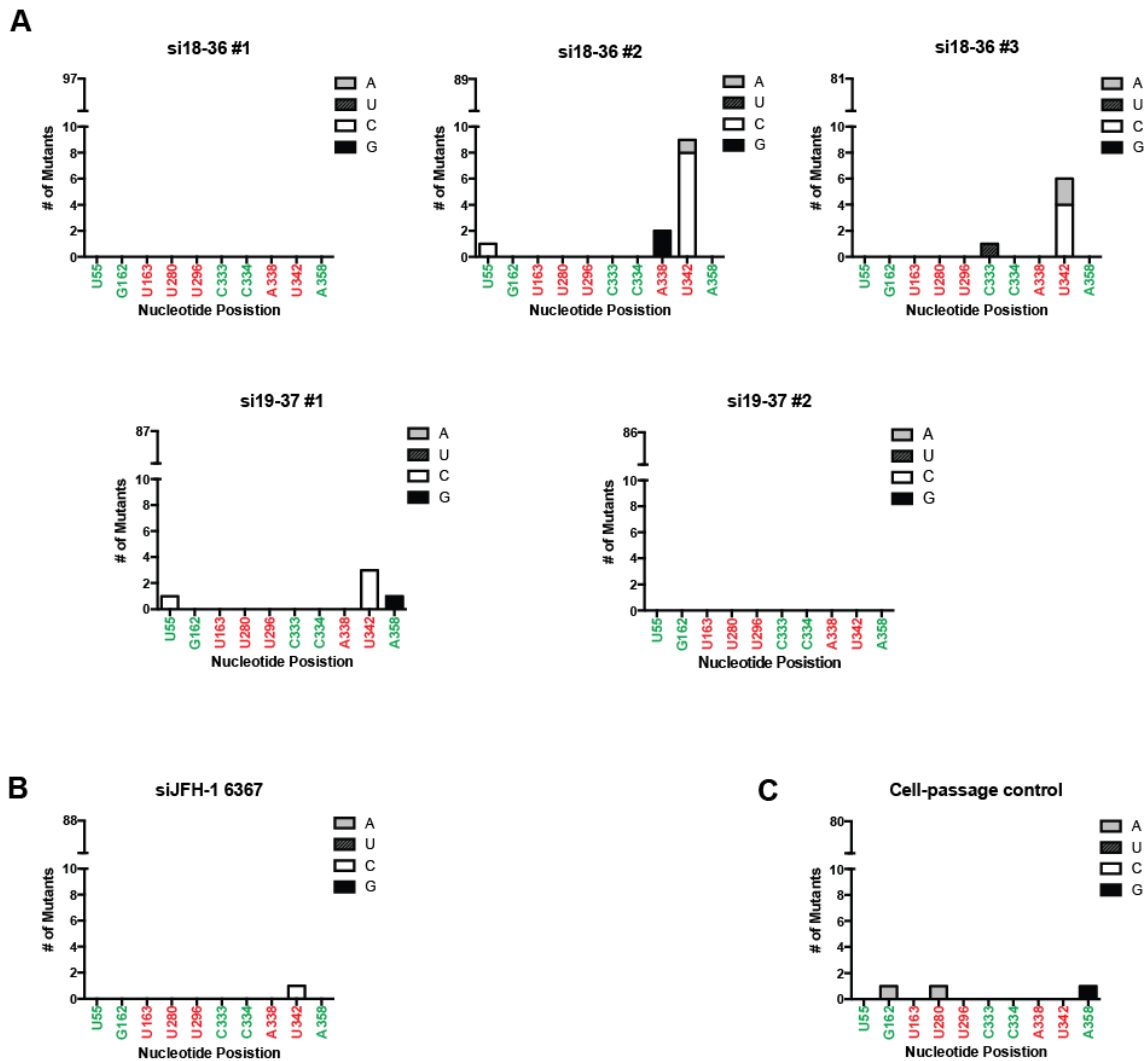 A
si18-36 #1
97
10
8
6
4
2
0
# of Mutants
U55 G162 U163 U280 U296 C333 C334 A338 U342 A358
Nucleotide Posistion
A
U
C
G
si18-36 #2
89
10
8
6
4
2
0
# of Mutants
U55 G162 U163 U280 U296 C333 C334 A338 U342 A358
Nucleotide Posistion
A
U
C
G
si18-36 #3
81
10
8
6
4
2
0
# of Mutants
U55 G162 U163 U280 U296 C333 C334 A338 U342 A358
Nucleotide Posistion
A
U
C
G
si19-37 #1
87
10
8
6
4
2
0
# of Mutants
U55 G162 U163 U280 U296 C333 C334 A338 U342 A358
Nucleotide Posistion
A
U
C
G
si19-37 #2
86
10
8
6
4
2
0
# of Mutants
U55 G162 U163 U280 U296 C333 C334 A338 U342 A358
Nucleotide Posistion
A
U
C
G
B
siJFH-1 6367
88
10
8
6
4
2
0
# of Mutants
U55 G162 U163 U280 U296 C333 C334 A338 U342 A358
Nucleotide Posistion
A
U
C
G
C
Cell-passage control
80
10
8
6
4
2
0
# of Mutants
U55 G162 U163 U280 U296 C333 C334 A338 U342 A358
Nucleotide Posistion
A
U
C
G